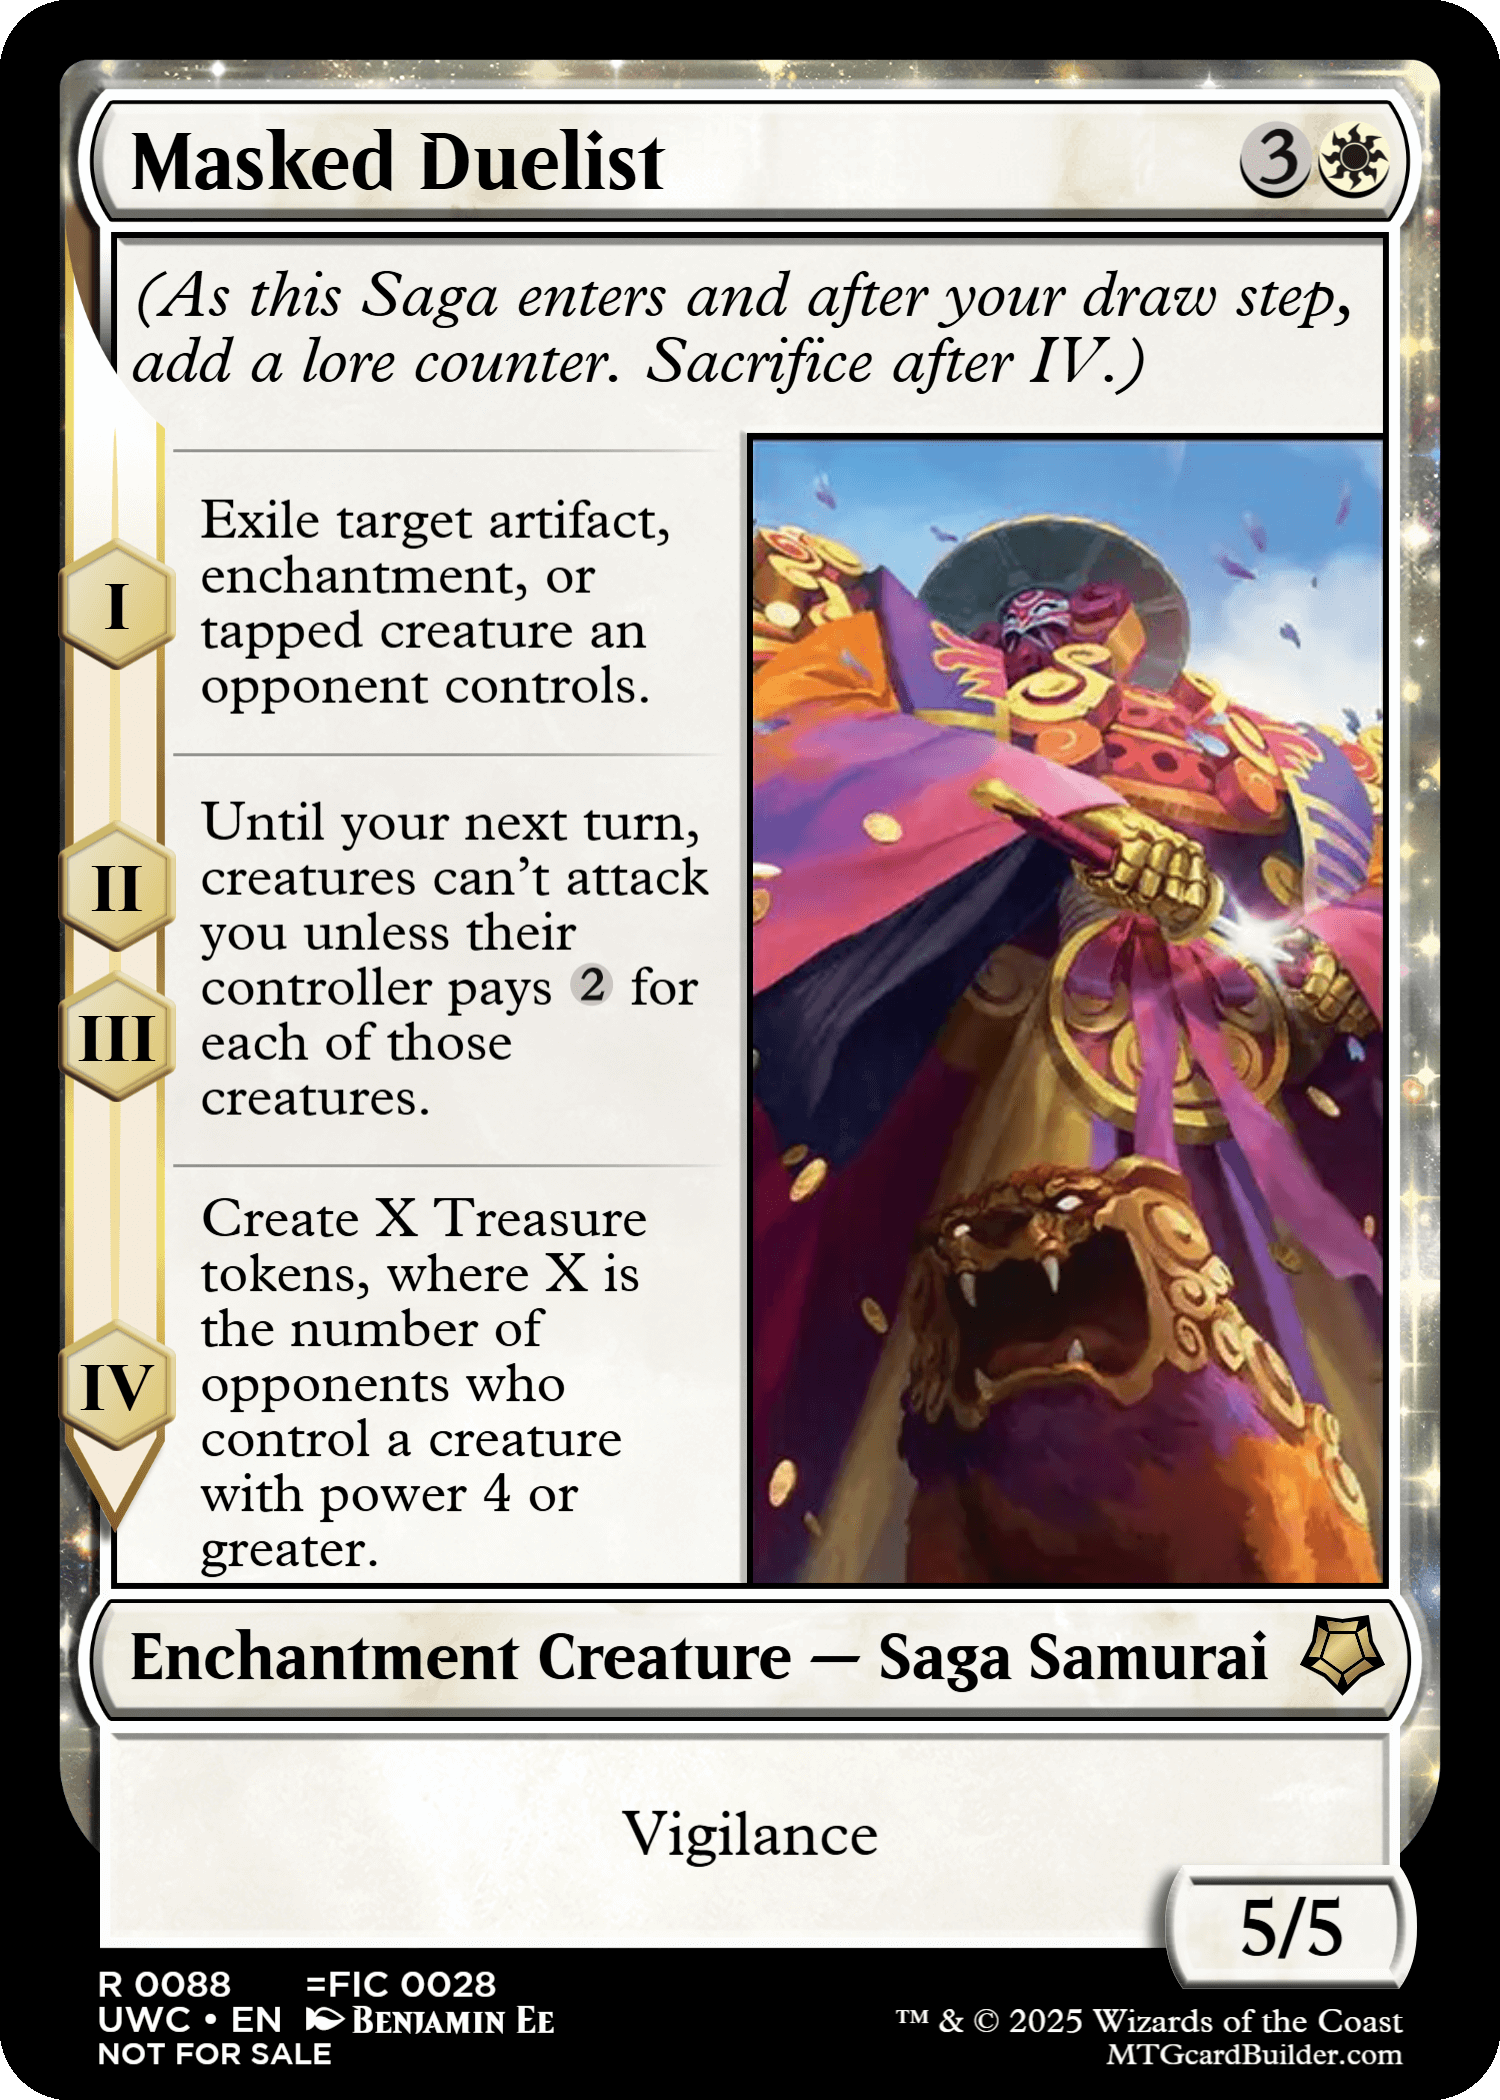 Masked Duelist 3
(As this Saga enters and after your draw step,
add a lore counter. Sacrifice after IV.)
I
Exile target artifact,
enchantment, or
tapped creature an
opponent controls.
II
III
Until your next turn,
creatures can't attack
you unless their
controller pays 2 for
each of those
creatures.
IV
Create X Treasure
tokens, where X is
the number of
opponents who
control a creature
with power 4 or
greater.
Enchantment Creature — Saga Samurai
Vigilance
5/5
R 0088 =FIC 0028
UWC • EN Benjamin Ee
NOT FOR SALE
™ & © 2025 Wizards of the Coast
MTGcardBuilder.com